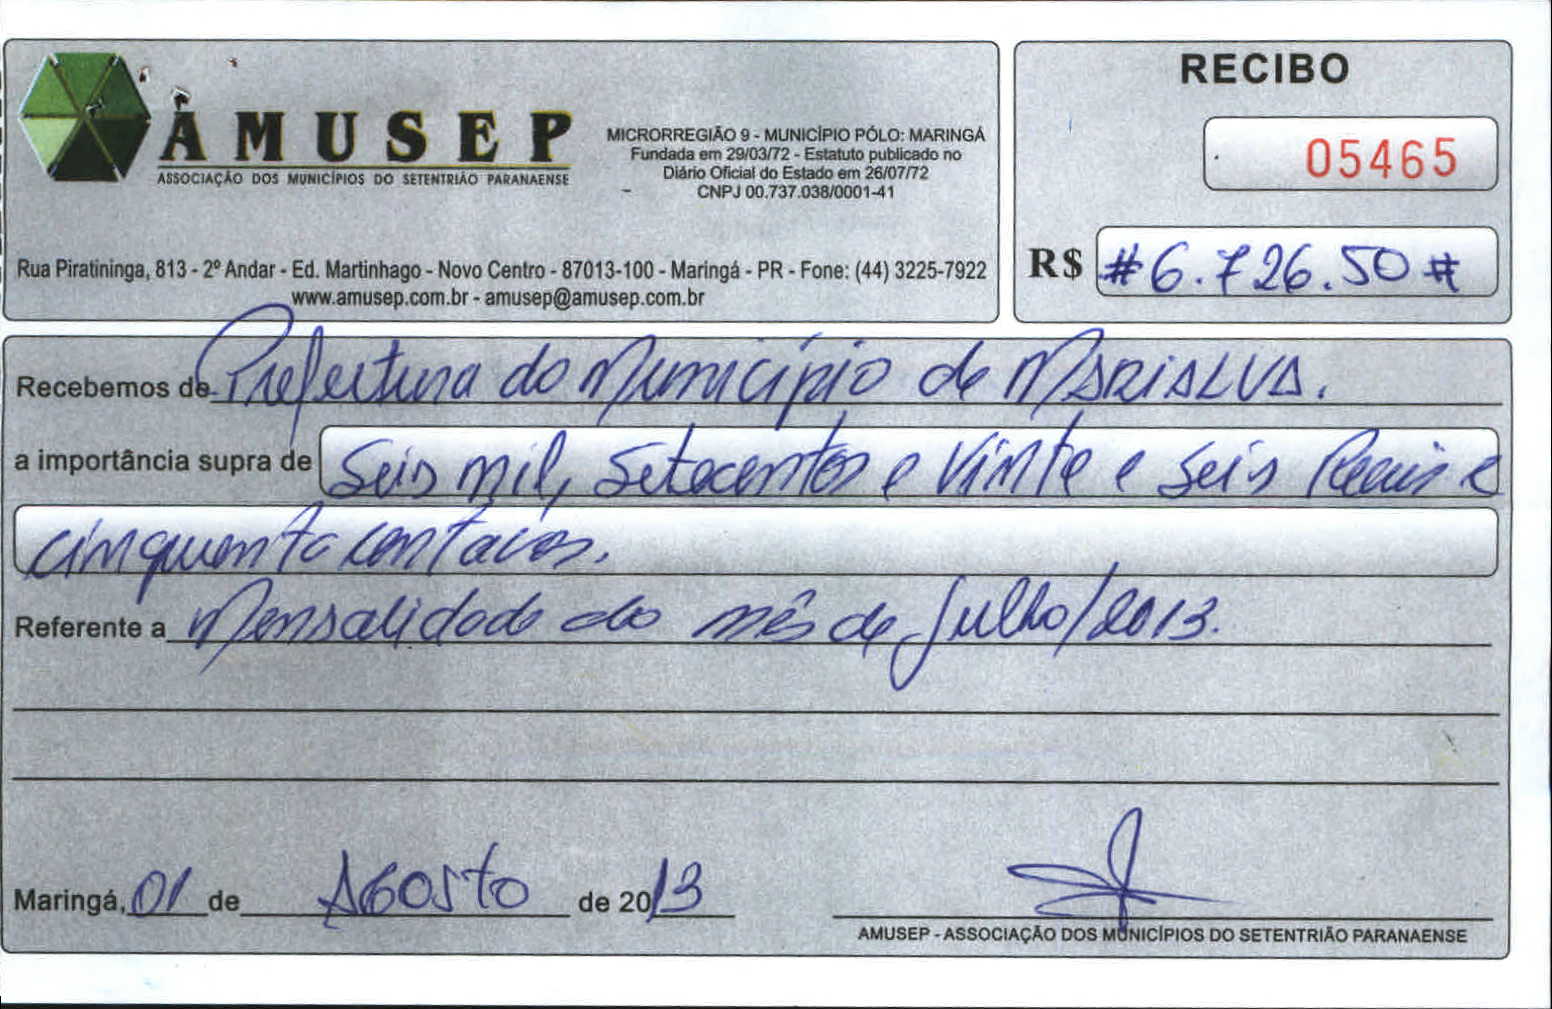 AMUSEP
ASSOCIAÇÃO DOS MUNICÍPIOS DO SETENTRIÃO PARANAENSE
MICRORREGIÃO 9 - MUNICÍPIO PÓLO: MARINGÁ
Fundada em 29/03/72 - Estatuto publicado no
Diário Oficial do Estado em 26/07/72
CNPJ 00.737.038/0001-41
Rua Piratininga, 813 - 2º Andar - Ed. Martinhago - Novo Centro - 87013-100 - Maringá - PR - Fone: (44) 3225-7922
www.amusep.com.br - amusep@amusep.com.br
RECIBO
05465
R$ #6.726.50#
Recebemos de Prefeitura do Município de MARIALVA.
a importância supra de Seis mil, setecentos e vinte e seis Reais e
cinquenta centavos.
Referente a Mensalidade do mês de Julho/2013.
Maringá, 01 de AGOSTO de 2013
AMUSEP - ASSOCIAÇÃO DOS MUNICÍPIOS DO SETENTRIÃO PARANAENSE